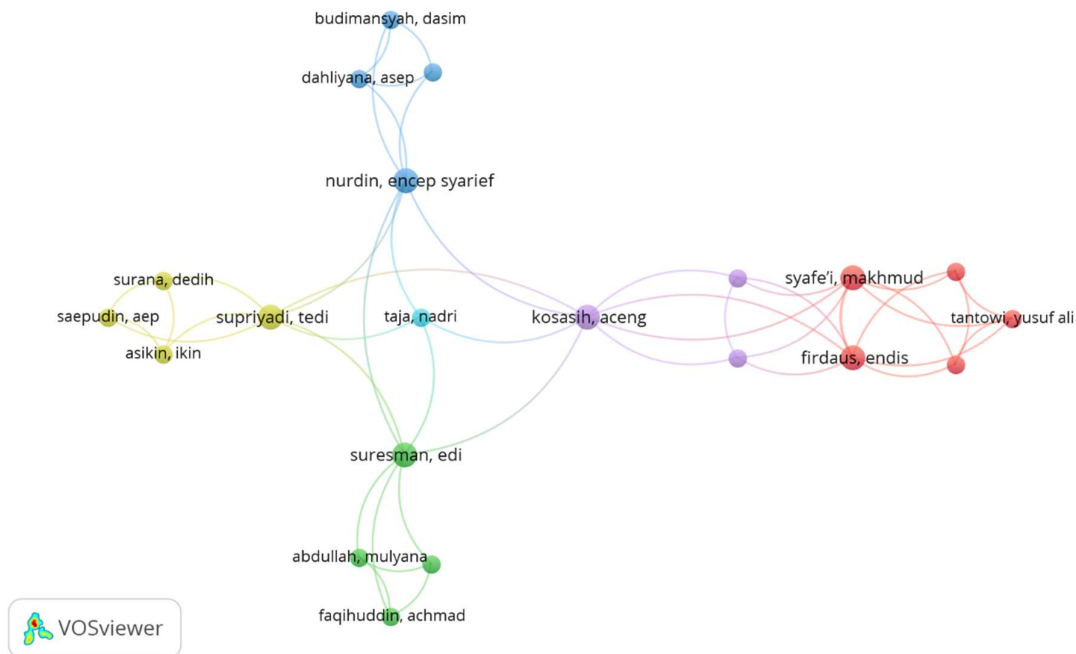 budimansyah, dasim
dahliyana, asep
nurdin, encep syarief
surana, dedih
saepudin, aep
supriyadi, tedi
asikin, ikin
taja, nadri
kosasih, aceng
syafe'i, makhmud
tantowi, yusuf ali
firdaus, endis
suresman, edi
abdullah, mulyana
faqihuddin, achmad
VOSviewer